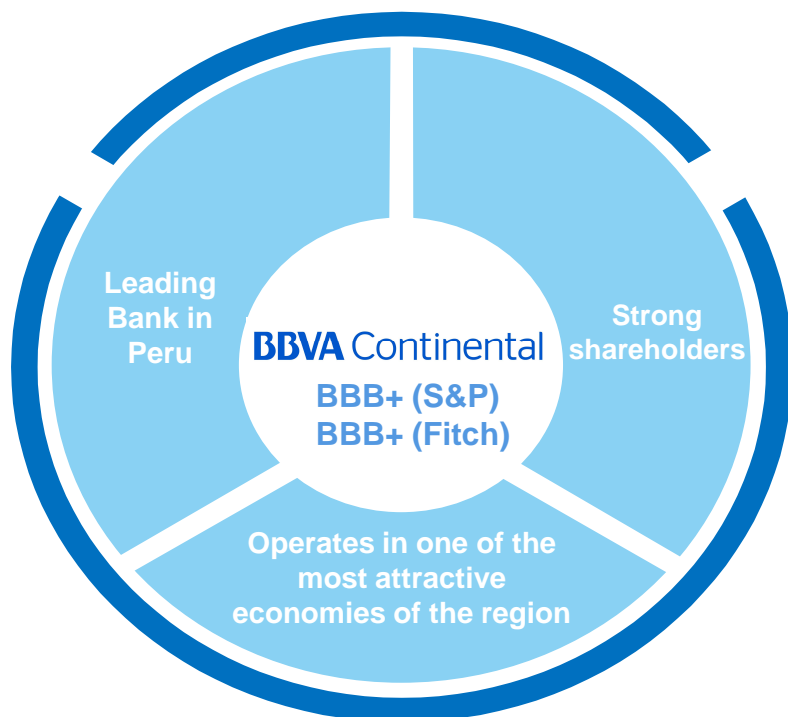 Leading
Bank in
Peru
BBVA Continental
BBB+ (S&P)
BBB+ (Fitch)
Strong
shareholders
Operates in one of the
most attractive
economies of the region